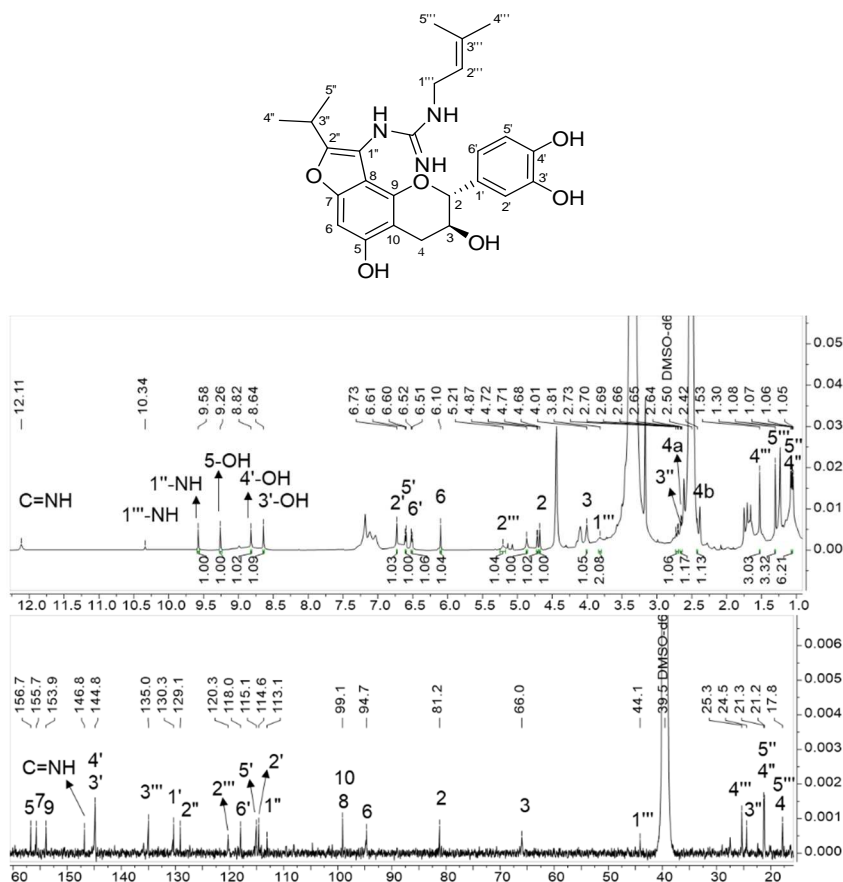 5''' 4'''
3'''
1''' 2'''
5''
4'' 3'' H N NH
2'' 1'' NH 6' 5' OH
O 8 9 O 4'
7 2 1' 3' OH
6 10 3 2'
5 4 OH
OH
12.11 10.34 9.58 9.26 8.82 8.64 6.73 6.61 6.60 6.52 6.51 6.10 5.21 4.87 4.72 4.71 4.68 4.01 3.81 2.73 2.70 2.69 2.66 2.65 2.64 2.50 DMSO-d6 2.42 1.53 1.30 1.08 1.07 1.06 1.05
0.05
0.04
0.03
0.02
0.01
0.00
C=NH 1'''-NH 1''-NH 5-OH 4'-OH 3'-OH 2' 5' 6' 6 2''' 2 3 1''' 3'' 4a 4b 4''' 5''' 5'' 4''
1.00 1.00 1.02 1.09 1.03 1.00 1.06 1.04 1.04 1.00 1.02 1.00 1.05 2.08 1.06 1.17 1.13 3.03 3.32 6.21
12.0 11.5 11.0 10.5 10.0 9.5 9.0 8.5 8.0 7.5 7.0 6.5 6.0 5.5 5.0 4.5 4.0 3.5 3.0 2.5 2.0 1.5 1.0
156.7 155.7 153.9 146.8 144.8 135.0 130.3 129.1 120.3 118.0 115.1 114.6 113.1 99.1 94.7 81.2 66.0 44.1 39.5 DMSO-d6 25.3 24.5 21.3 21.2 17.8
0.006
0.005
0.004
0.003
0.002
0.001
0.000
C=NH 5 7 9 4' 3' 3''' 1' 2'' 2''' 6' 5' 2' 1'' 10 8 6 2 3 1''' 4''' 3'' 5'' 4'' 5''' 4
60 150 140 130 120 110 100 90 80 70 60 50 40 30 20